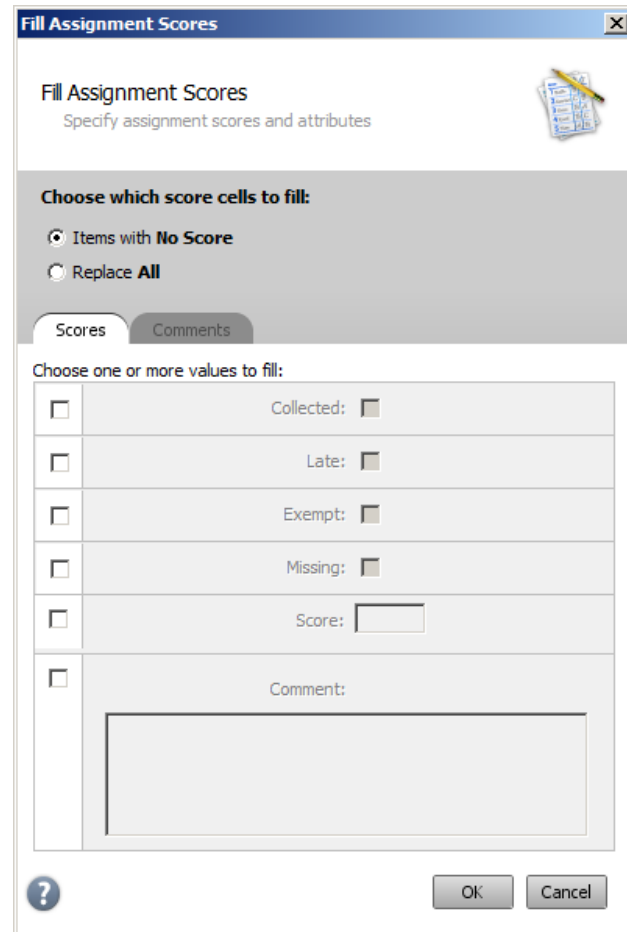 Fill Assignment Scores
Fill Assignment Scores
Specify assignment scores and attributes
Choose which score cells to fill:
Items with No Score
Replace All
Scores Comments
Choose one or more values to fill:
Collected:
Late:
Exempt:
Missing:
Score:
Comment:
?
OK Cancel